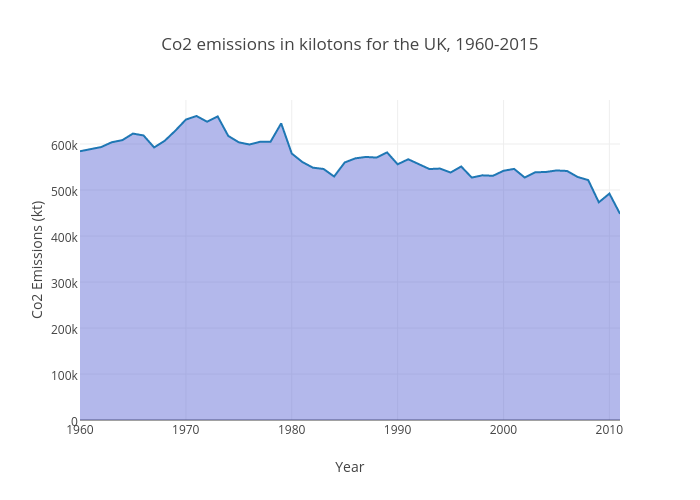 Co2 emissions in kilotons for the UK, 1960-2015
600k
500k
400k
300k
200k
100k
0
Co2 Emissions (kt)
1960 1970 1980 1990 2000 2010
Year